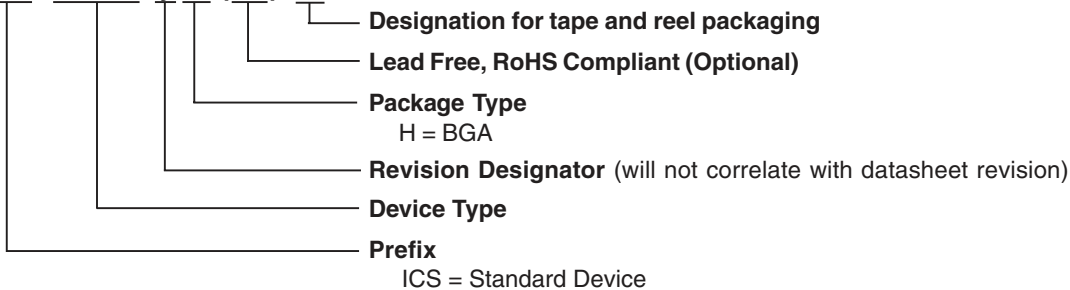 Designation for tape and reel packaging
Lead Free, RoHS Compliant (Optional)
Package Type
H = BGA
Revision Designator (will not correlate with datasheet revision)
Device Type
Prefix
ICS = Standard Device